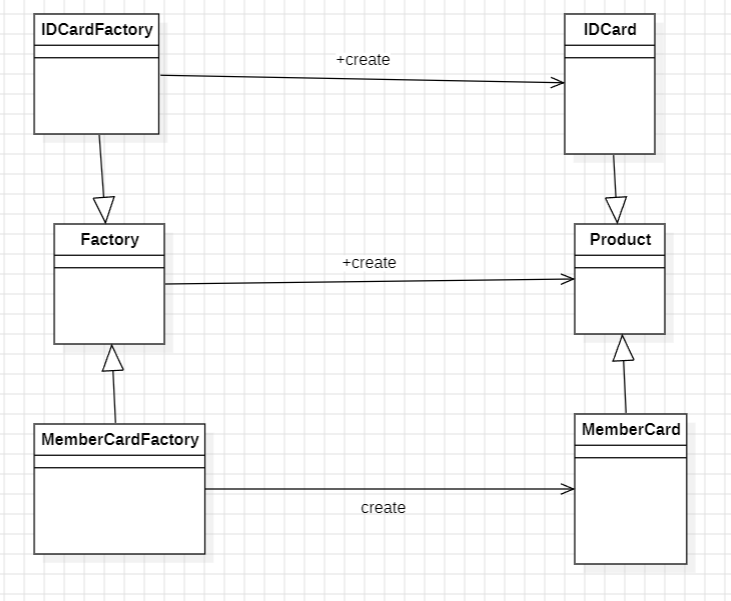 IDCardFactory
IDCard
+create
Factory
Product
+create
MemberCardFactory
MemberCard
create